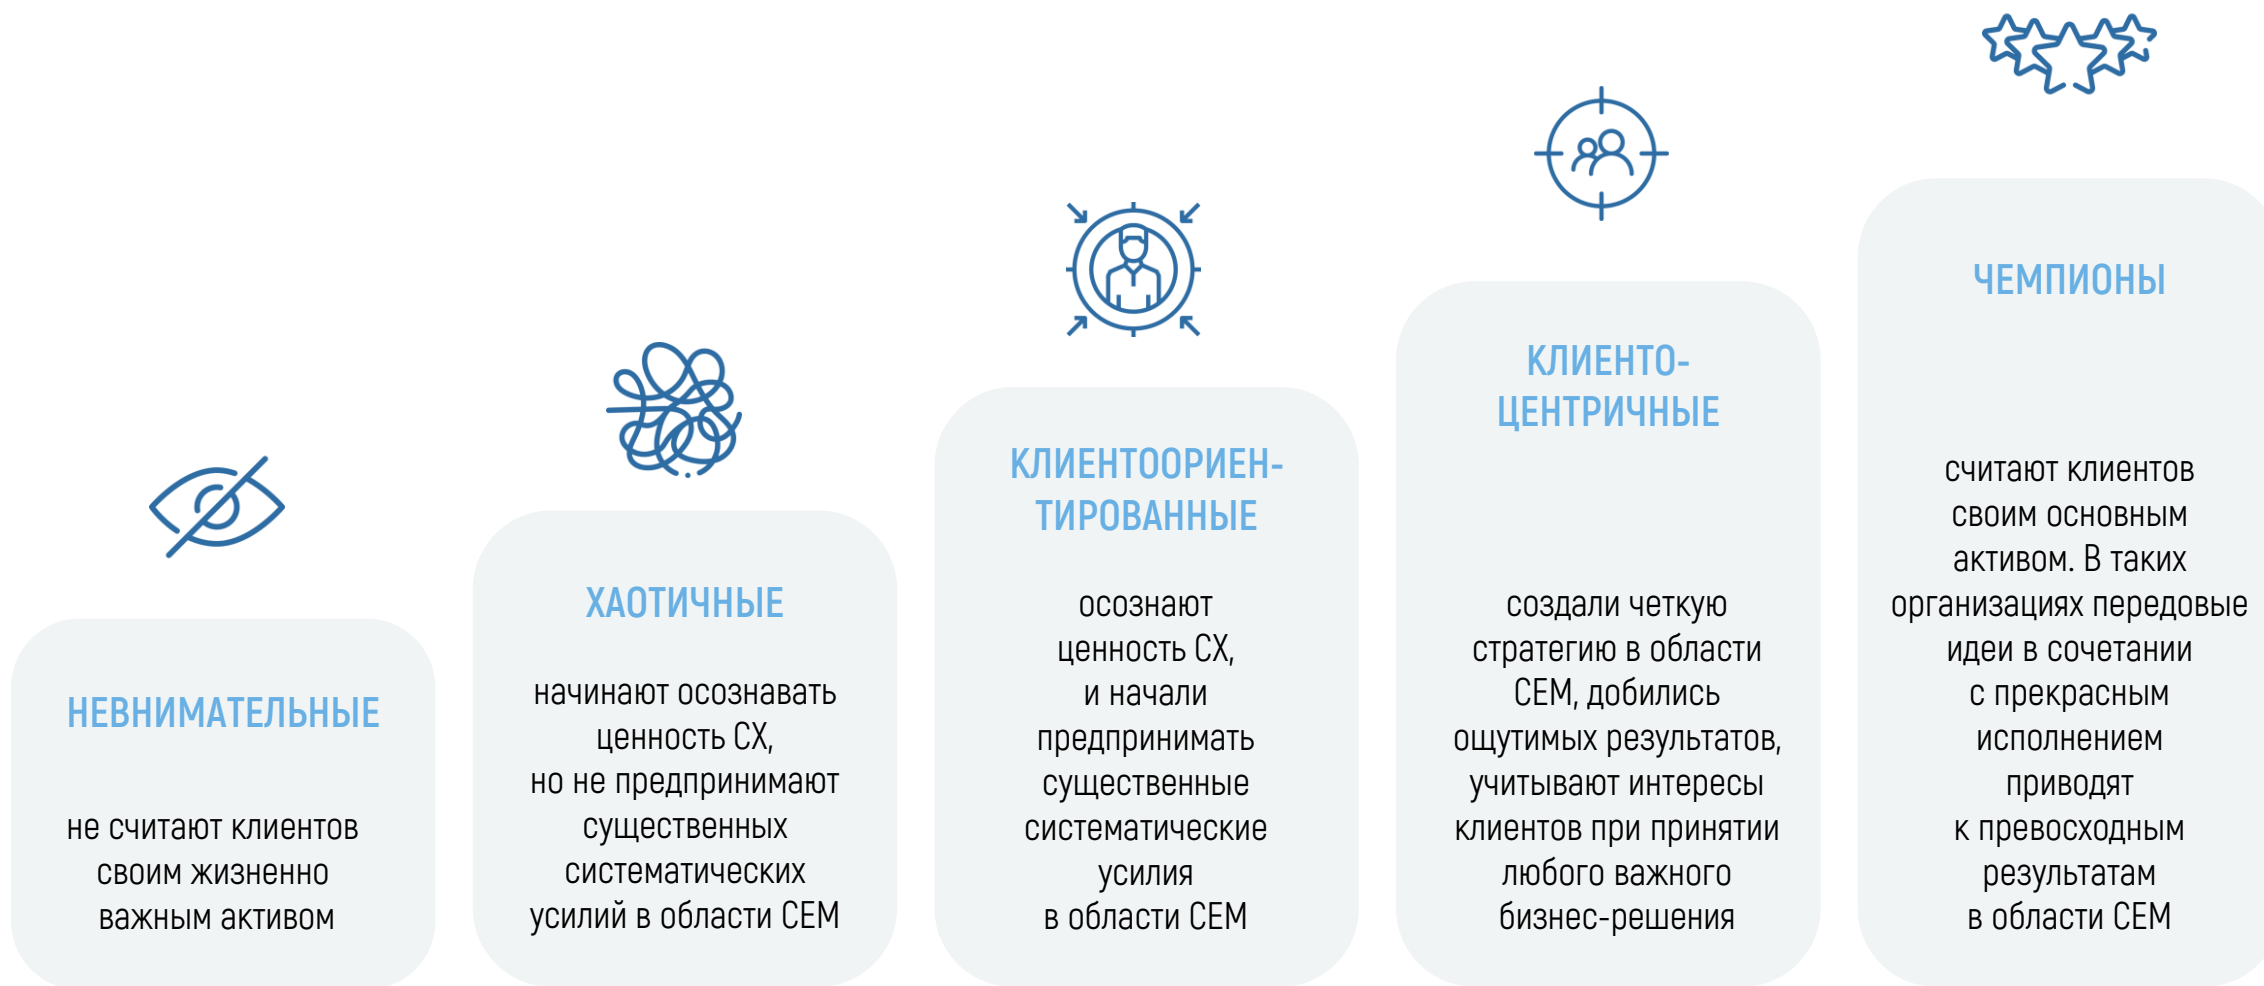 НЕВНИМАТЕЛЬНЫЕ
не считают клиентов
своим жизненно
важным активом
ХАОТИЧНЫЕ
начинают осознавать
ценность CX,
но не предпринимают
существенных
систематических
усилий в области CEM
КЛИЕНТООРИЕН-
ТИРОВАННЫЕ
осознают
ценность CX,
и начали
предпринимать
существенные
систематические
усилия
в области CEM
КЛИЕНТО-
ЦЕНТРИЧНЫЕ
создали четкую
стратегию в области
CEM, добились
ощутимых результатов,
учитывают интересы
клиентов при принятии
любого важного
бизнес-решения
ЧЕМПИОНЫ
считают клиентов
своим основным
активом. В таких
организациях передовые
идеи в сочетании
с прекрасным
исполнением
приводят
к превосходным
результатам
в области CEM